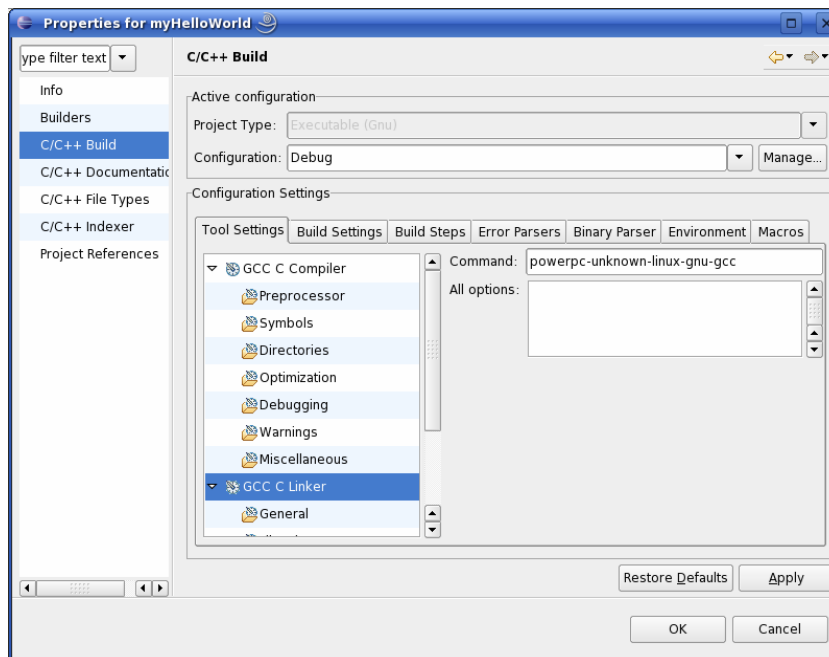 Properties for myHelloWorld
ype filter text
C/C++ Build
Info
Builders
C/C++ Build
C/C++ Documentatic
C/C++ File Types
C/C++ Indexer
Project References
Active configuration
Project Type: Executable (Gnu)
Configuration: Debug Manage...
Configuration Settings
Tool Settings Build Settings Build Steps Error Parsers Binary Parser Environment Macros
GCC C Compiler
Preprocessor
Symbols
Directories
Optimization
Debugging
Warnings
Miscellaneous
GCC C Linker
General
Command: powerpc-unknown-linux-gnu-gcc
All options:
Restore Defaults Apply
OK Cancel